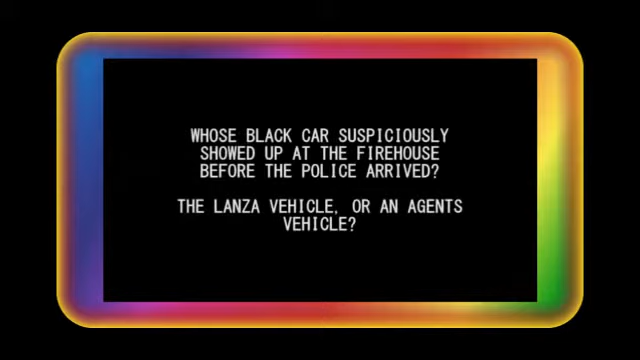 WHOSE BLACK CAR SUSPICIOUSLY
SHOWED UP AT THE FIREHOUSE
BEFORE THE POLICE ARRIVED?
THE LANZA VEHICLE, OR AN AGENTS
VEHICLE?